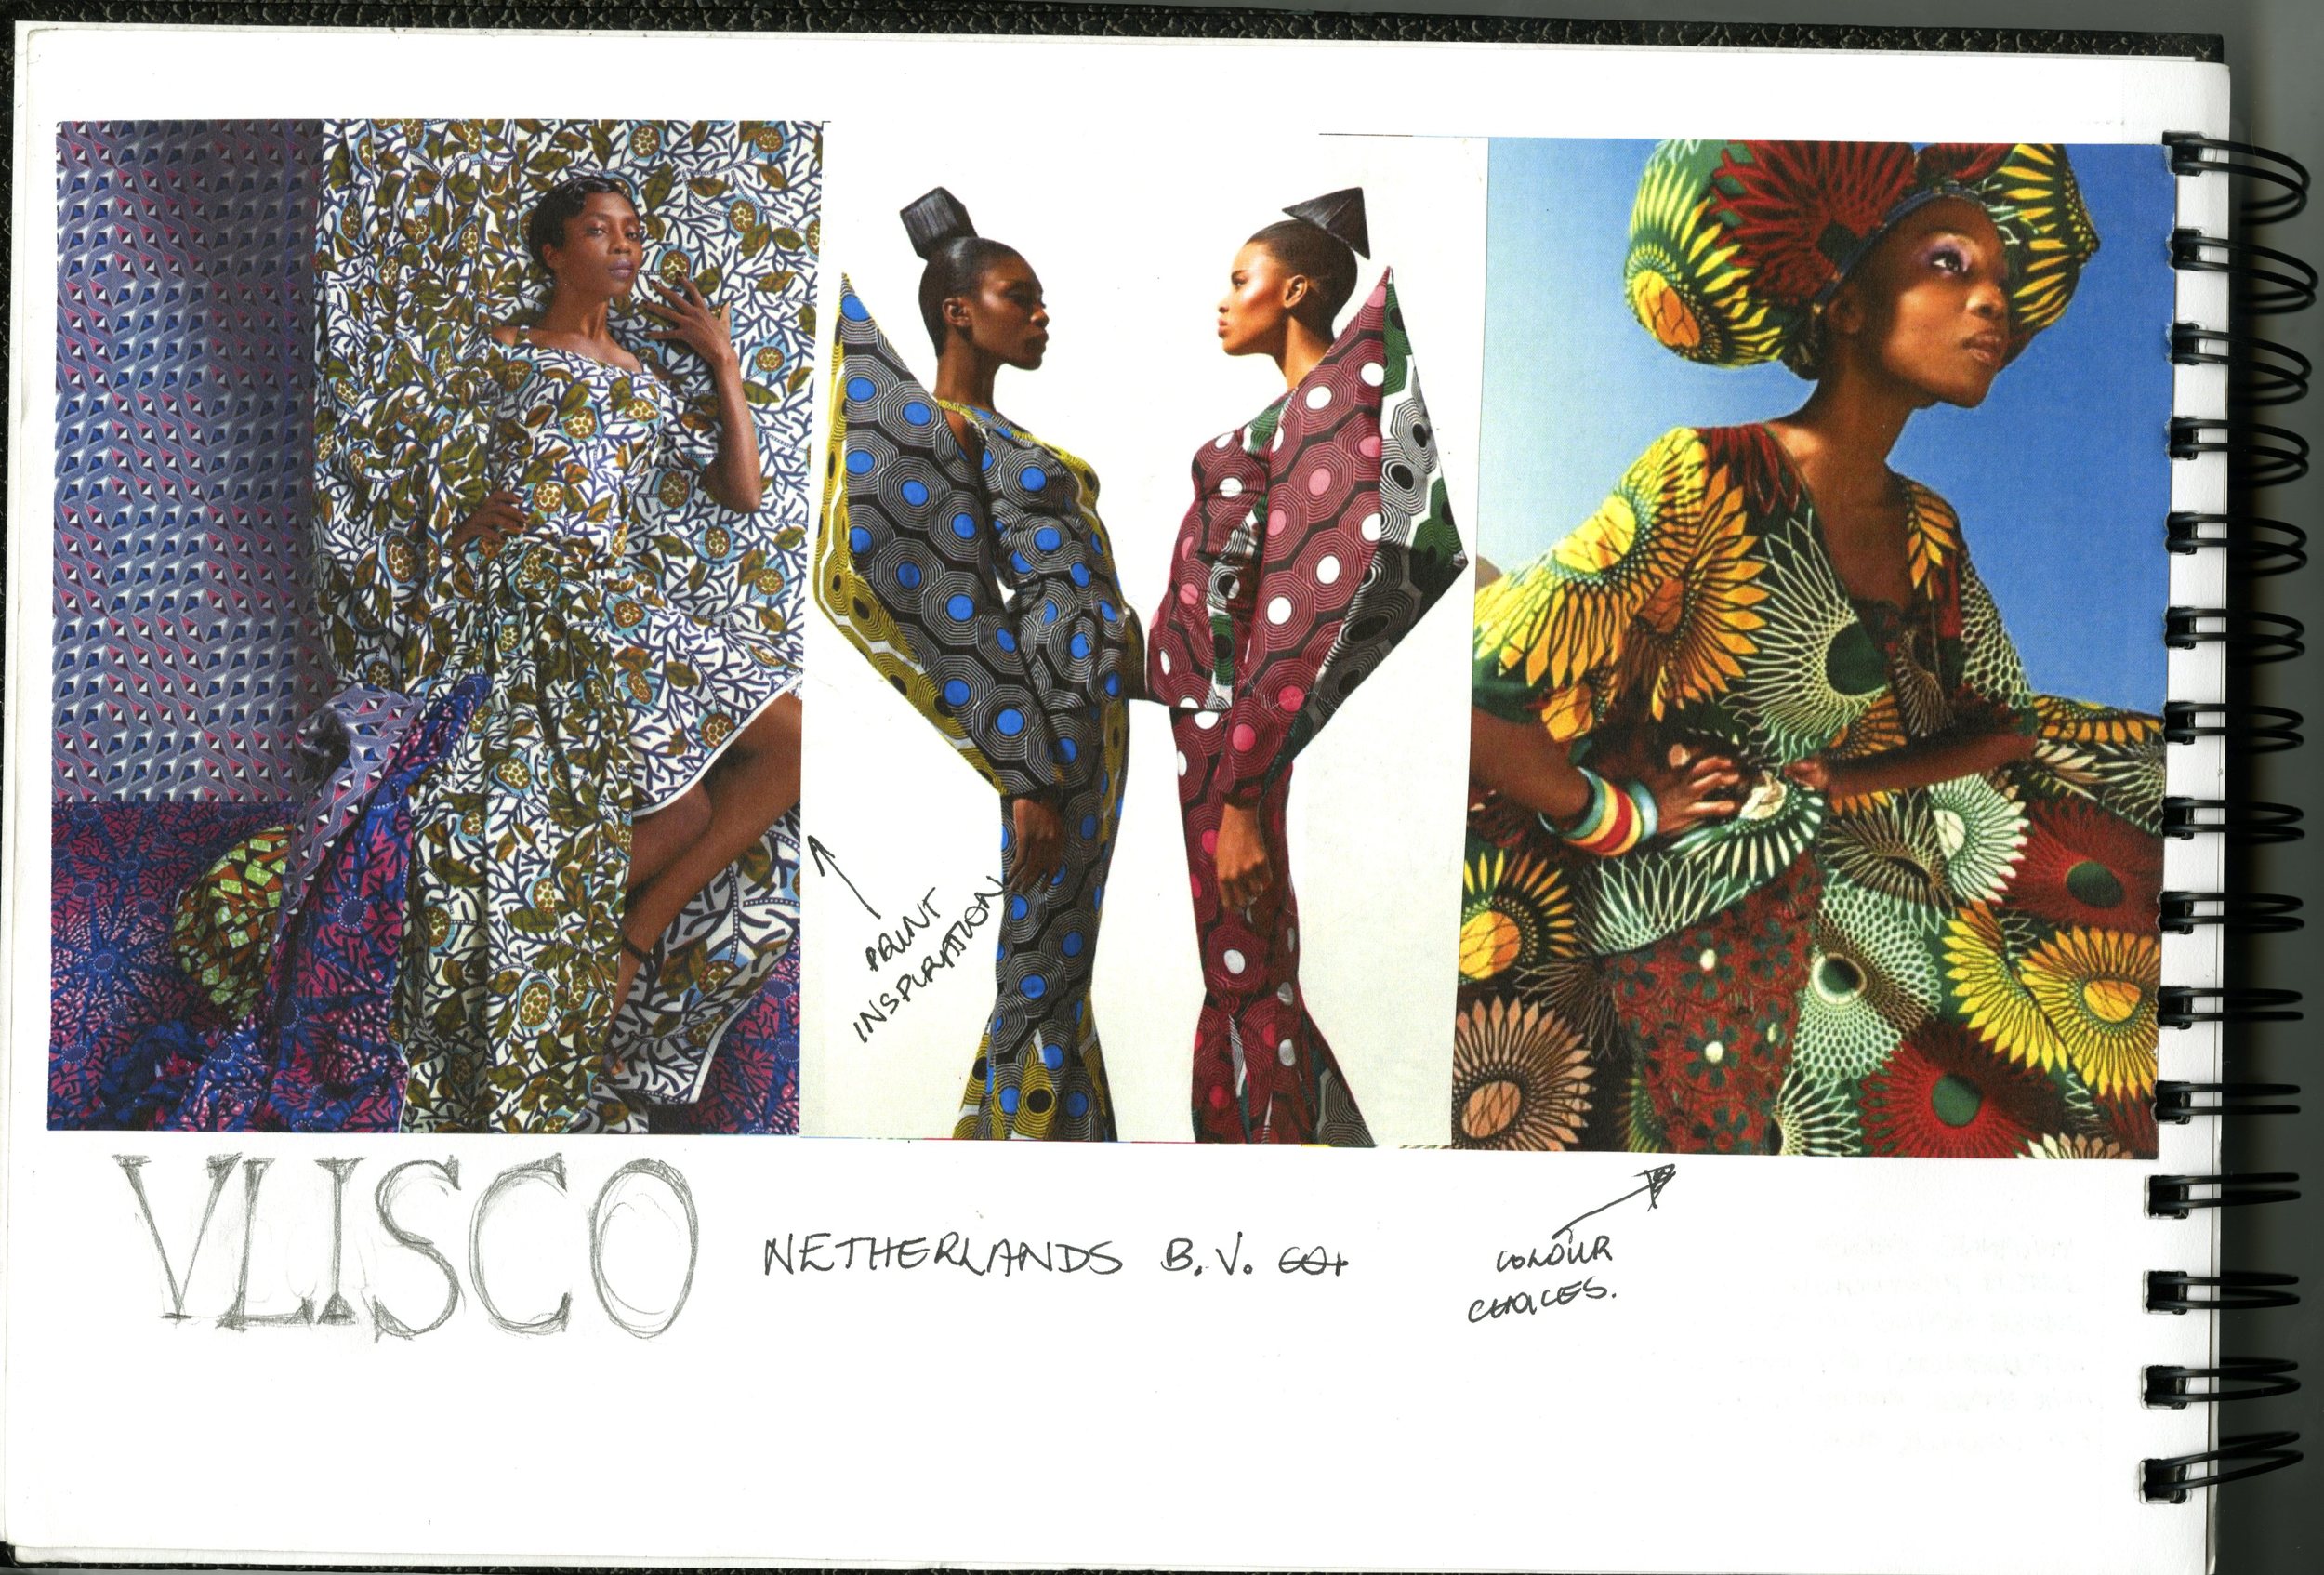 PRINT
INSPIRATION
VLISCO
NETHERLANDS B.V.
COLOUR
CHOICES.